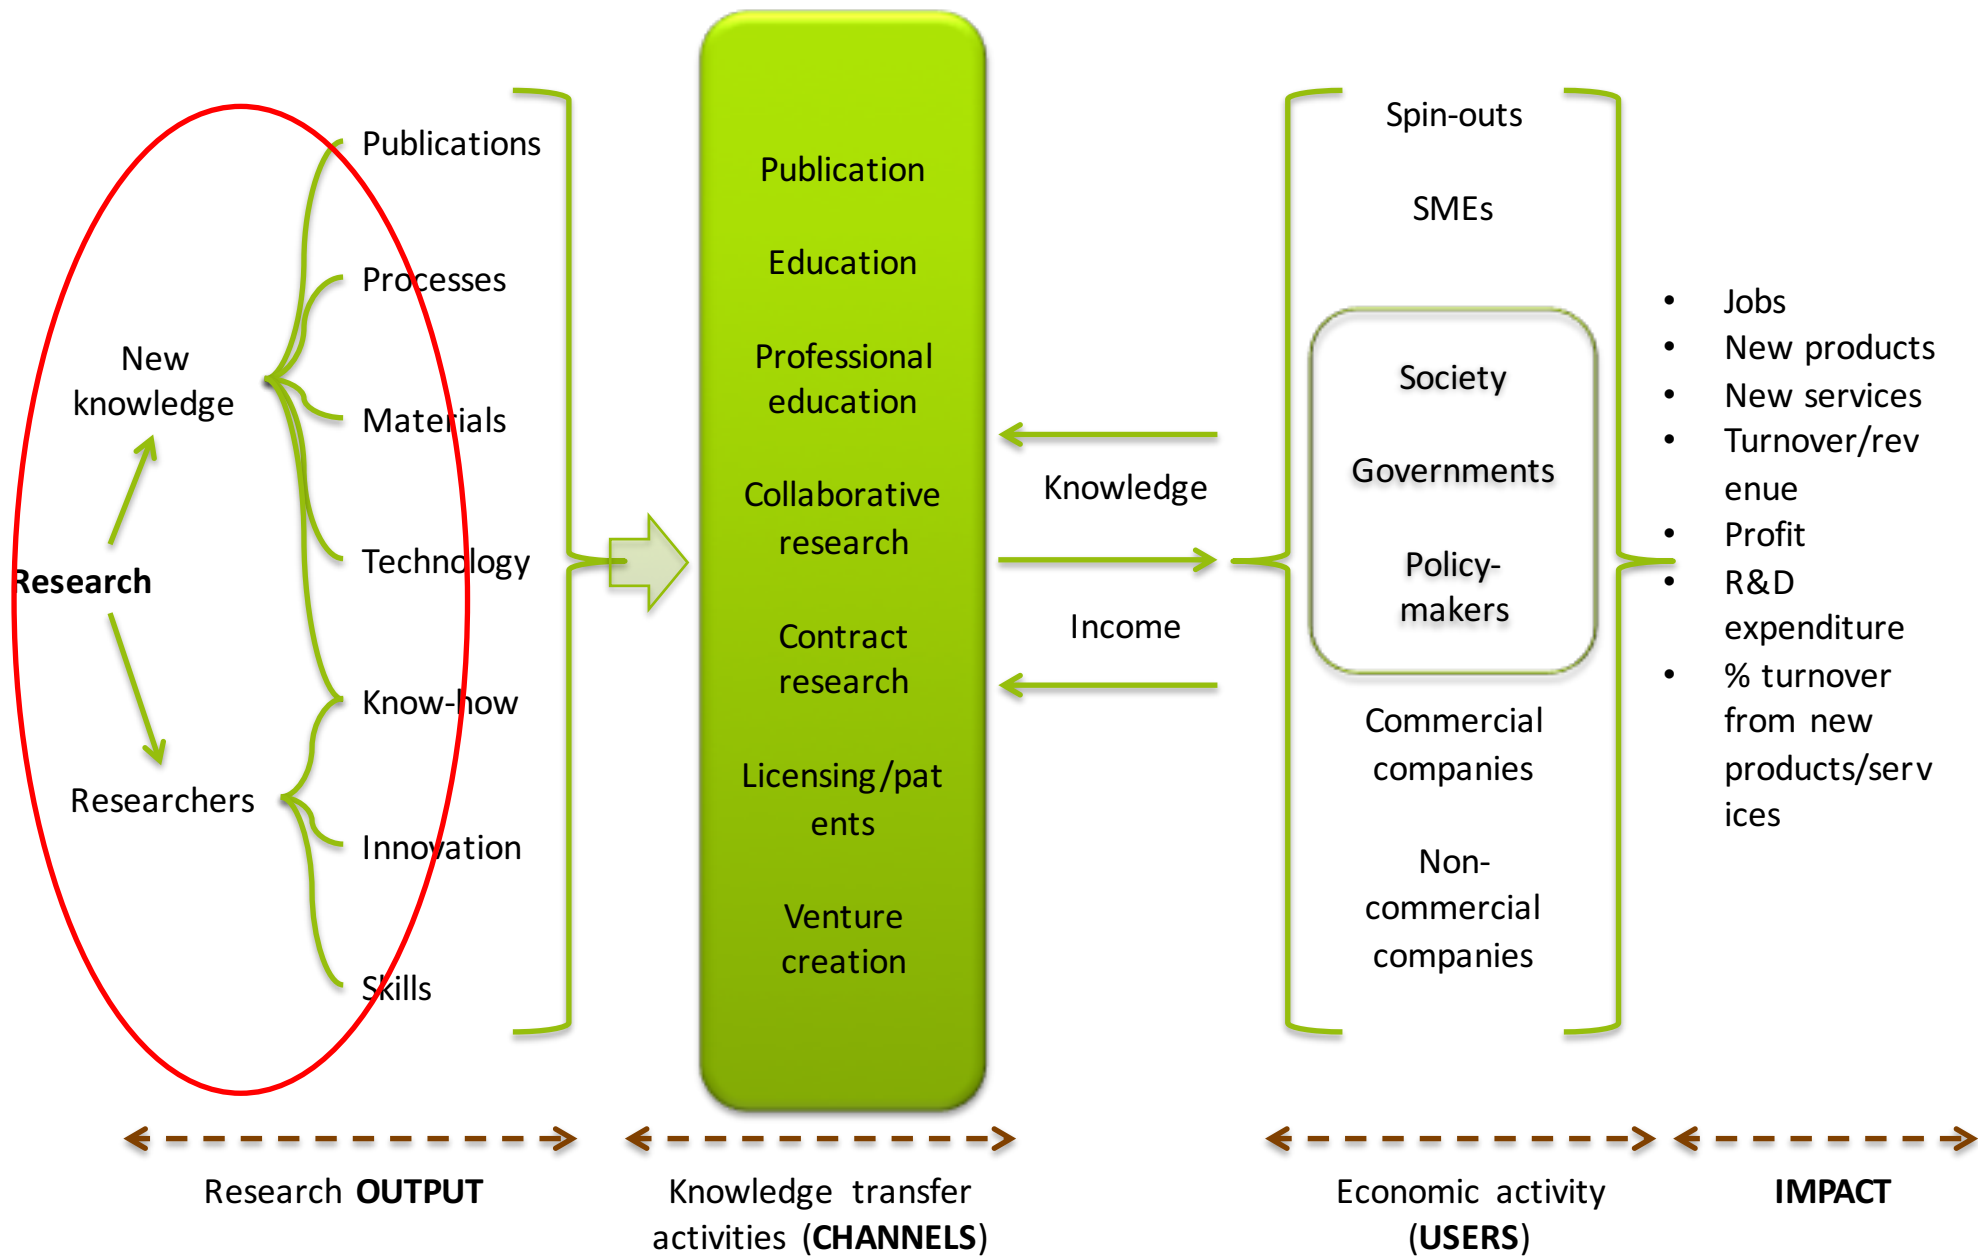 Publications
Processes
New
knowledge
Materials
Technology
Research
Know-how
Researchers
Innovation
Skills
Publication
Education
Professional
education
Collaborative
research
Contract
research
Licensing/pat
ents
Venture
creation
Knowledge
Income
Spin-outs
SMEs
Society
Governments
Policy-
makers
Commercial
companies
Non-
commercial
companies
• Jobs
• New products
• New services
• Turnover/rev
enue
• Profit
• R&D
expenditure
• % turnover
from new
products/serv
ices
Research OUTPUT
Knowledge transfer
activities (CHANNELS)
Economic activity
(USERS)
IMPACT